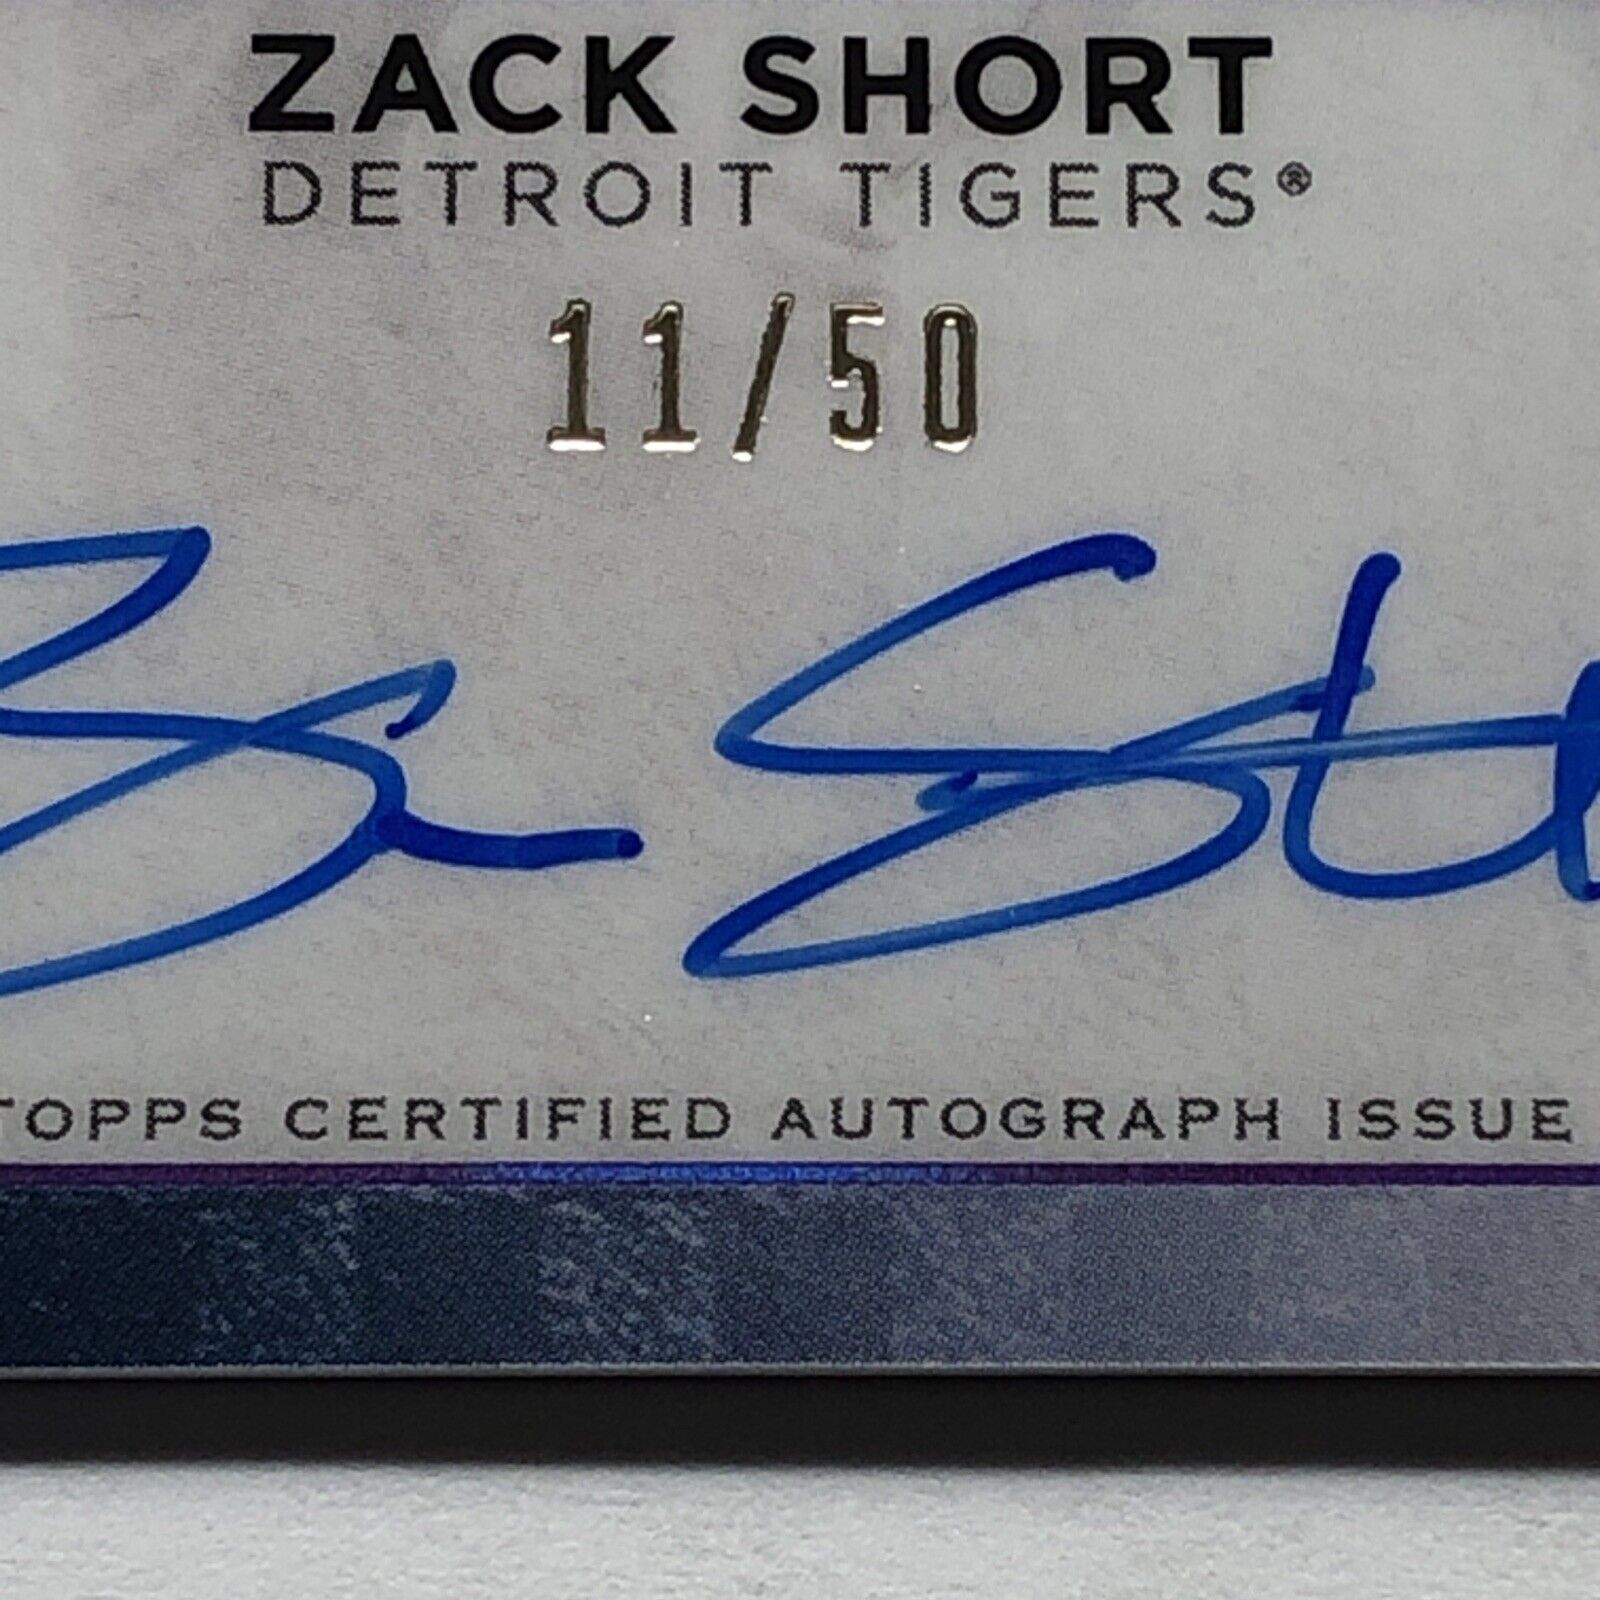 ZACK SHORT
DETROIT TIGERS®
11/50
TOPPS CERTIFIED AUTOGRAPH ISSUE